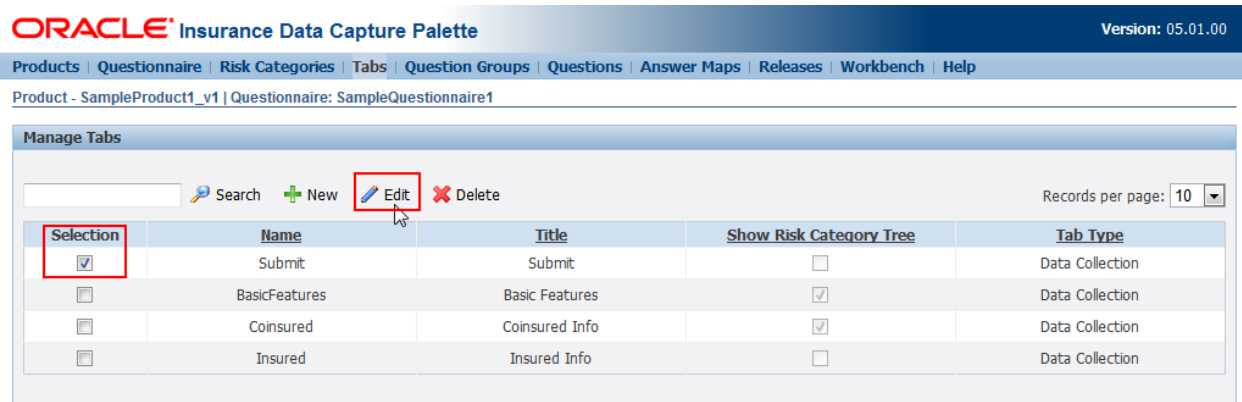 ORACLE Insurance Data Capture Palette Version: 05.01.00
Products | Questionnaire | Risk Categories | Tabs | Question Groups | Questions | Answer Maps | Releases | Workbench | Help
Product - SampleProduct1_v1 | Questionnaire: SampleQuestionnaire1
Manage Tabs
Search New Edit Delete Records per page: 10
Selection Name Title Show Risk Category Tree Tab Type
Submit Submit Data Collection
BasicFeatures Basic Features Data Collection
Coinsured Coinsured Info Data Collection
Insured Insured Info Data Collection